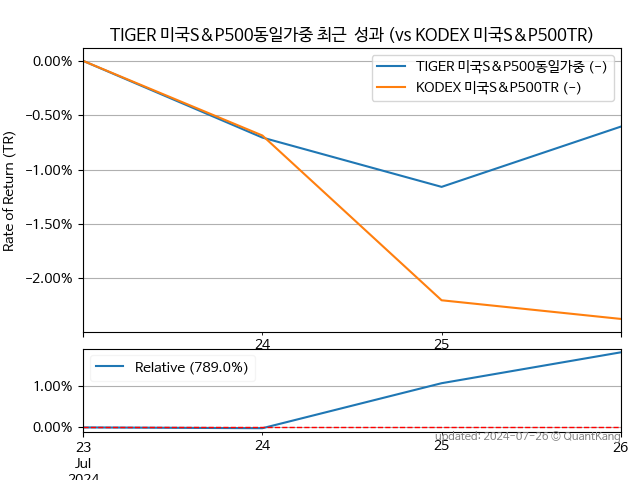 TIGER 미국S&P500동일가중 최근 성과 (vs KODEX 미국S&P500TR)
Rate of Return (TR)
0.00%
−0.50%
−1.00%
−1.50%
−2.00%
TIGER 미국S&P500동일가중 (-)
KODEX 미국S&P500TR (-)
24
25
1.00%
0.00%
Relative (789.0%)
updated: 2024-07-26 © QuantKang
23
24
25
26
Jul
2024